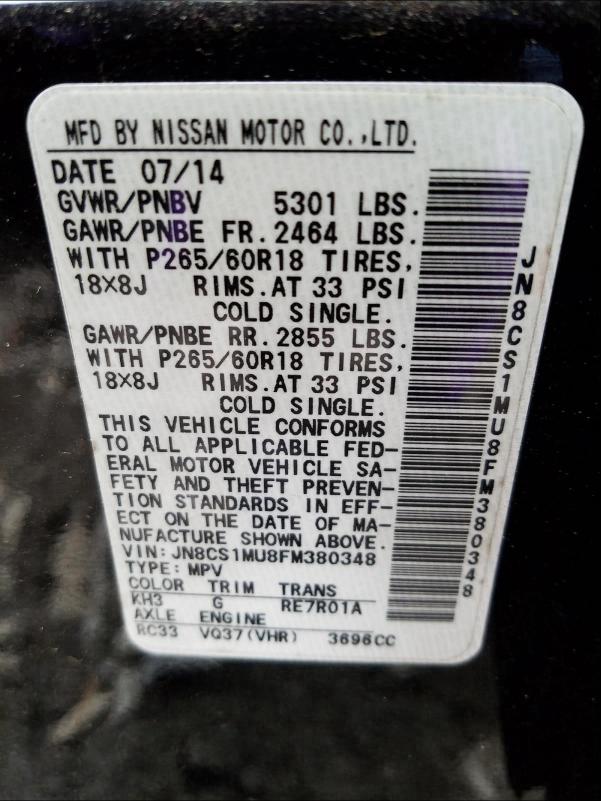 MFD BY NISSAN MOTOR CO.,LTD.
DATE 07/14
GVWR/PNBV 5301 LBS.
GAWR/PNBE FR.2464 LBS.
WITH P265/60R18 TIRES,
18X8J RIMS.AT 33 PSI
COLD SINGLE.
GAWR/PNBE RR.2855 LBS.
WITH P265/60R18 TIRES,
18X8J RIMS.AT 33 PSI
COLD SINGLE.
THIS VEHICLE CONFORMS
TO ALL APPLICABLE FED-
ERAL MOTOR VEHICLE SA-
FETY AND THEFT PREVEN-
TION STANDARDS IN EFF-
ECT ON THE DATE OF MA-
NUFACTURE SHOWN ABOVE.
VIN: JN8CS1MU8FM380348
TYPE: MPV
COLOR TRIM TRANS
KH3 G RE7R01A
AXLE ENGINE
RC33 VQ37(VHR) 3696CC
JN8CS1MU8FM380348